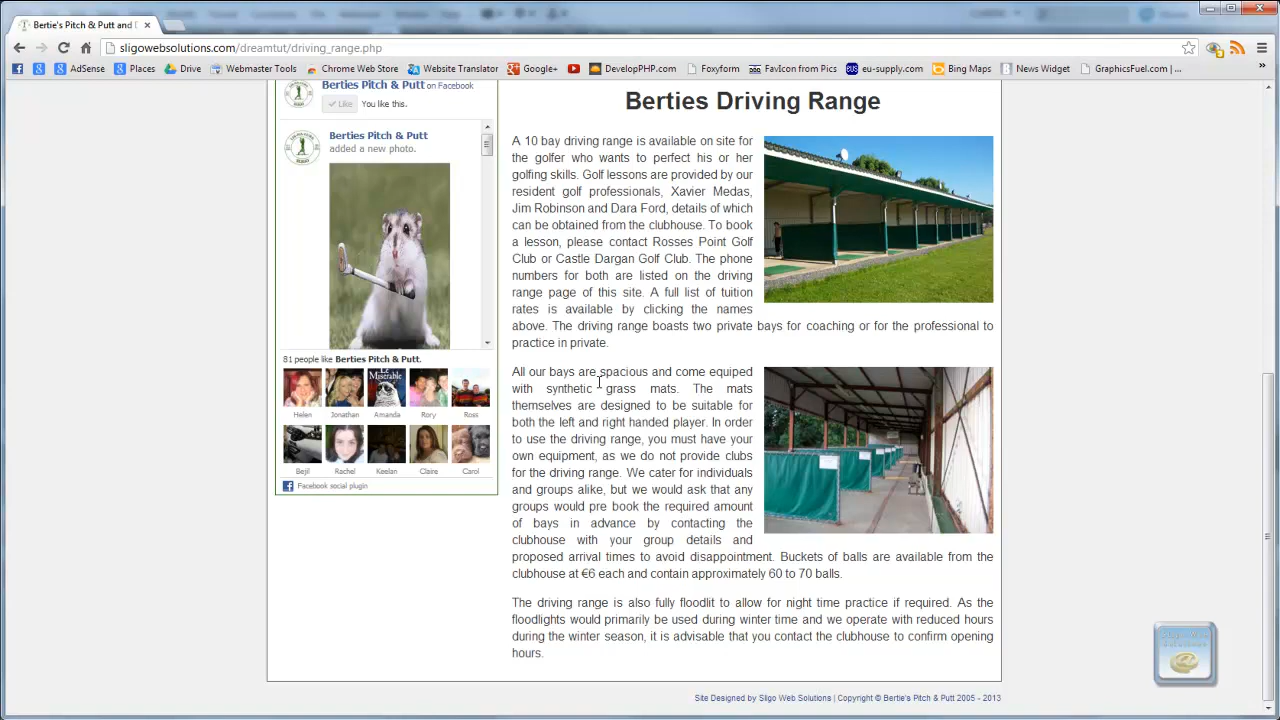 Bertie's Pitch & Putt and D
sligowebsolutions.com/dreamtut/driving_range.php
AdSense Places Drive Webmaster Tools Chrome Web Store Website Translator Google+ DevelopPHP.com Foxyform FavIcon from Pics eu-supply.com Bing Maps News Widget GraphicsFuel.com | ... »
Berties Pitch & Putt on Facebook
Like You like this.
Berties Pitch & Putt
added a new photo.
81 people like Berties Pitch & Putt.
Helen Jonathan Amanda Rory Ross
Bejil Rachel Keelan Claire Carol
Facebook social plugin
Berties Driving Range
A 10 bay driving range is available on site for
the golfer who wants to perfect his or her
golfing skills. Golf lessons are provided by our
resident golf professionals, Xavier Medas,
Jim Robinson and Dara Ford, details of which
can be obtained from the clubhouse. To book
a lesson, please contact Rosses Point Golf
Club or Castle Dargan Golf Club. The phone
numbers for both are listed on the driving
range page of this site. A full list of tuition
rates is available by clicking the names
above. The driving range boasts two private bays for coaching or for the professional to
practice in private.
All our bays are spacious and come equiped
with synthetic grass mats. The mats
themselves are designed to be suitable for
both the left and right handed player. In order
to use the driving range, you must have your
own equipment, as we do not provide clubs
for the driving range. We cater for individuals
and groups alike, but we would ask that any
groups would pre book the required amount
of bays in advance by contacting the
clubhouse with your group details and
proposed arrival times to avoid disappointment. Buckets of balls are available from the
clubhouse at €6 each and contain approximately 60 to 70 balls.
The driving range is also fully floodlit to allow for night time practice if required. As the
floodlights would primarily be used during winter time and we operate with reduced hours
during the winter season, it is advisable that you contact the clubhouse to confirm opening
hours.
Site Designed by Sligo Web Solutions | Copyright © Bertie's Pitch & Putt 2005 - 2013